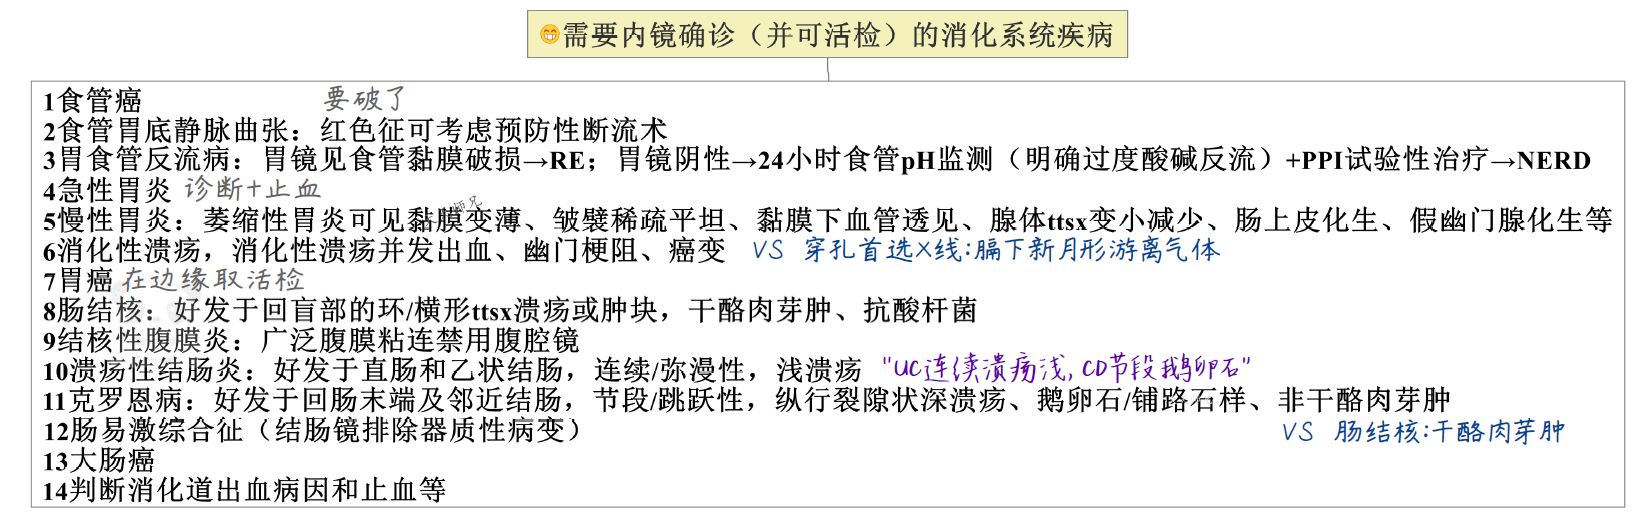 😁需要内镜确诊（并可活检）的消化系统疾病
1食管癌 要破了
2食管胃底静脉曲张：红色征可考虑预防性断流术
3胃食管反流病：胃镜见食管黏膜破损→RE；胃镜阴性→24小时食管pH监测（明确过度酸碱反流）+PPI试验性治疗→NERD
4急性胃炎 诊断+止血
5慢性胃炎：萎缩性胃炎可见黏膜变薄、皱襞稀疏平坦、黏膜下血管透见、腺体ttsx变小减少、肠上皮化生、假幽门腺化生等
6消化性溃疡，消化性溃疡并发出血、幽门梗阻、癌变 VS 穿孔首选X线:膈下新月形游离气体
7胃癌 在边缘取活检
8肠结核：好发于回盲部的环/横形ttsx溃疡或肿块，干酪肉芽肿、抗酸杆菌
9结核性腹膜炎：广泛腹膜粘连禁用腹腔镜
10溃疡性结肠炎：好发于直肠和乙状结肠，连续/弥漫性，浅溃疡 "UC连续溃疡浅，CD节段鹅卵石"
11克罗恩病：好发于回肠末端及邻近结肠，节段/跳跃性，纵行裂隙状深溃疡、鹅卵石/铺路石样、非干酪肉芽肿
12肠易激综合征（结肠镜排除器质性病变） VS 肠结核:干酪肉芽肿
13大肠癌
14判断消化道出血病因和止血等